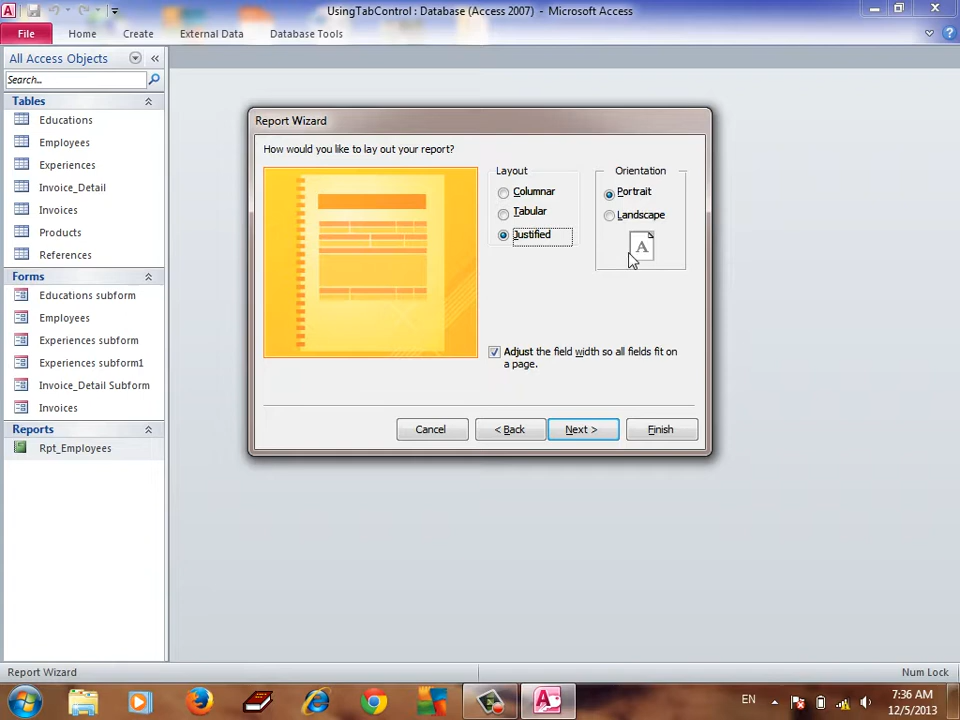 UsingTabControl : Database (Access 2007) - Microsoft Access
File Home Create External Data Database Tools
All Access Objects
Search...
Tables
Educations
Employees
Experiences
Invoice_Detail
Invoices
Products
References
Forms
Educations subform
Employees
Experiences subform
Experiences subform1
Invoice_Detail Subform
Invoices
Reports
Rpt_Employees
Report Wizard
How would you like to lay out your report?
Layout
Columnar
Tabular
Justified
Orientation
Portrait
Landscape
A
Adjust the field width so all fields fit on
a page.
Cancel < Back Next > Finish
Report Wizard Num Lock
EN 7:36 AM
12/5/2013